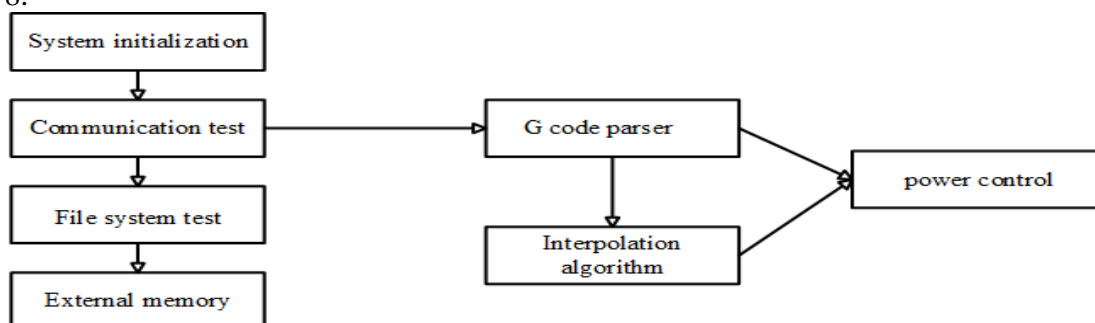 System initialization
Communication test
G code parser
power control
File system test
Interpolation
algorithm
External memory